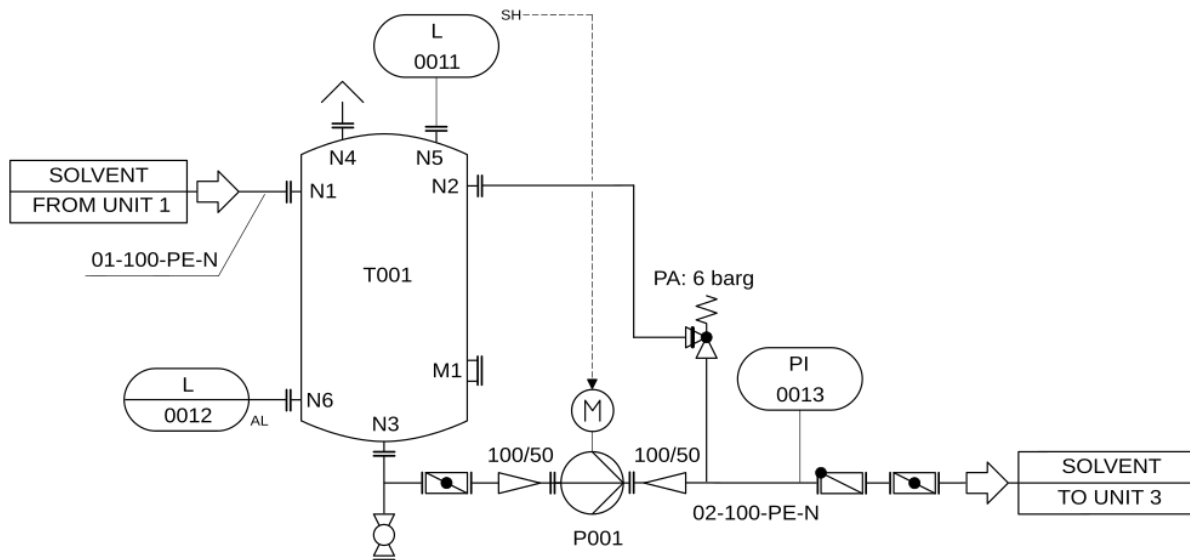 SH
L
0011
N4
N5
SOLVENT
FROM UNIT 1
N1
N2
01-100-PE-N
T001
PA: 6 barg
M1
PI
0013
L
0012
AL
N6
N3
M
100/50
100/50
SOLVENT
TO UNIT 3
02-100-PE-N
P001